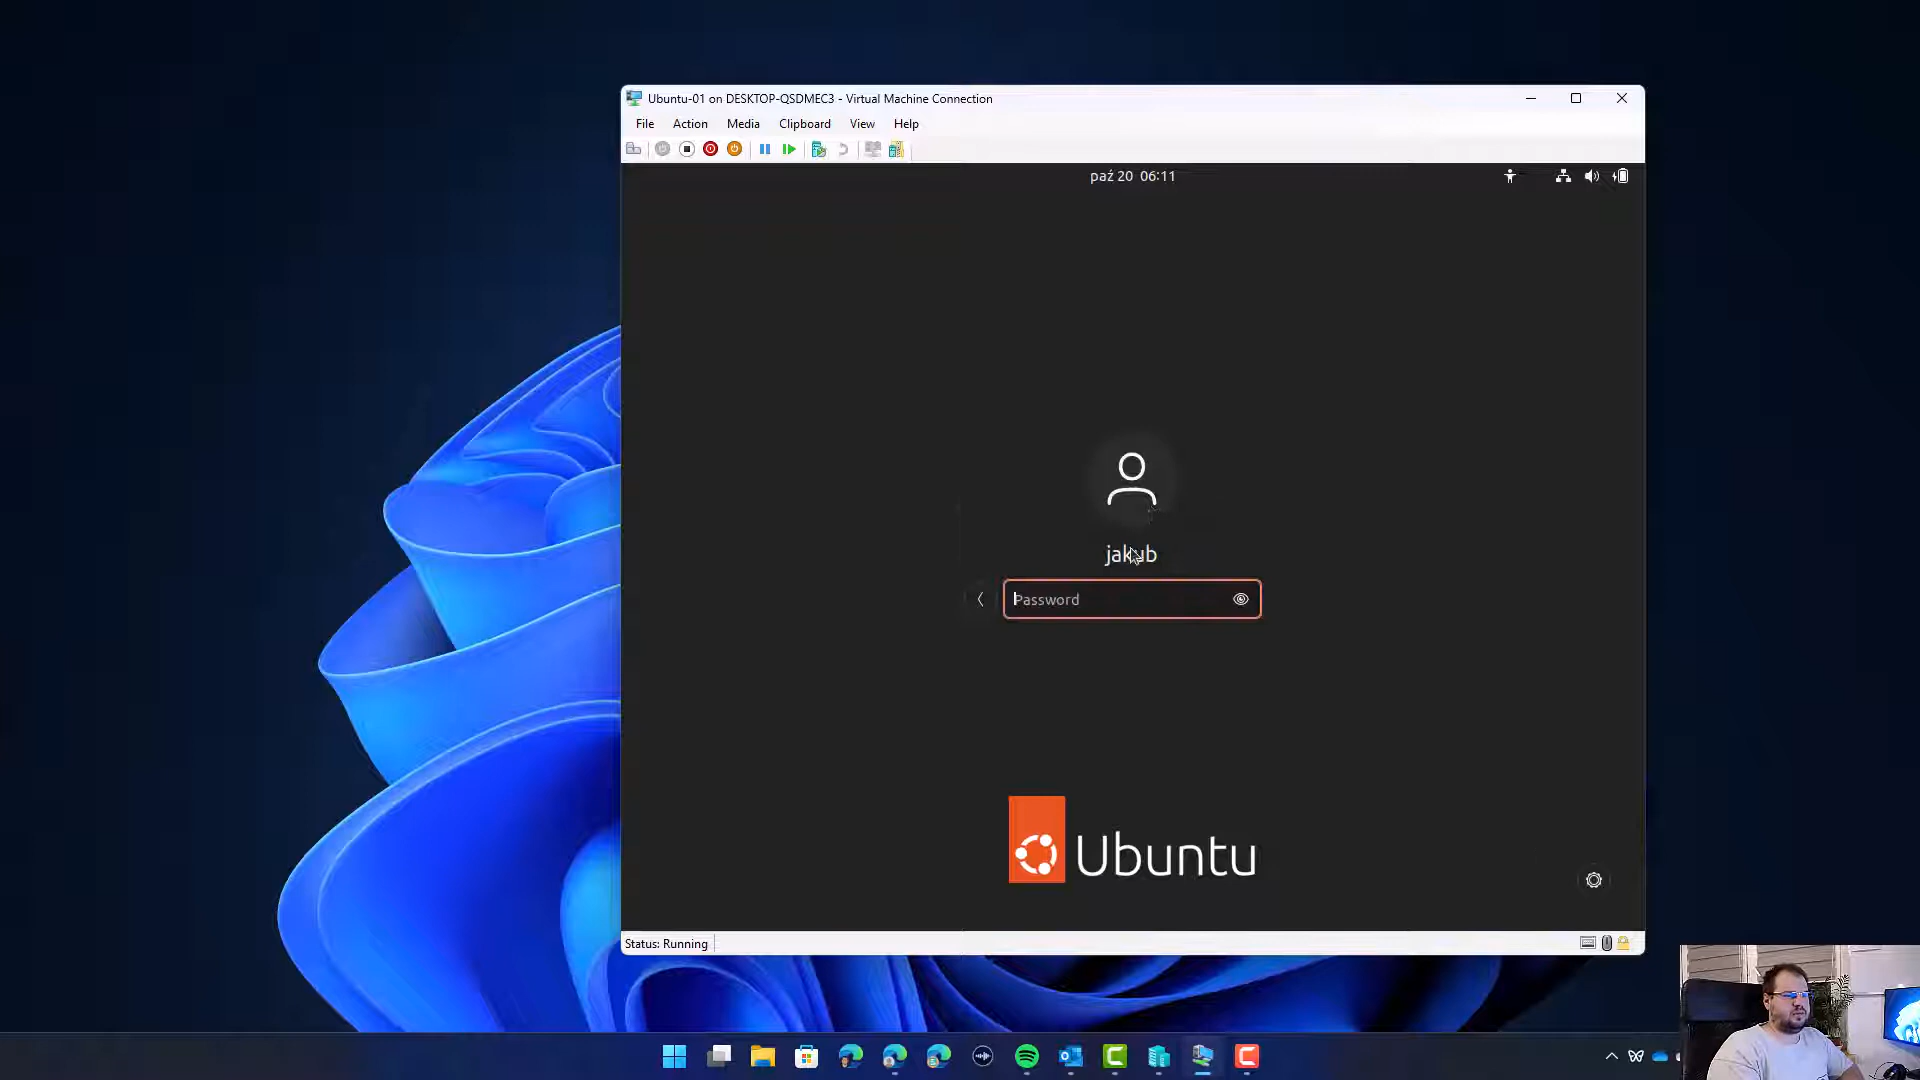 Ubuntu-01 on DESKTOP-QSDMEC3 - Virtual Machine Connection
File Action Media Clipboard View Help
paź 20 06:11
jakub
Password
Ubuntu
Status: Running